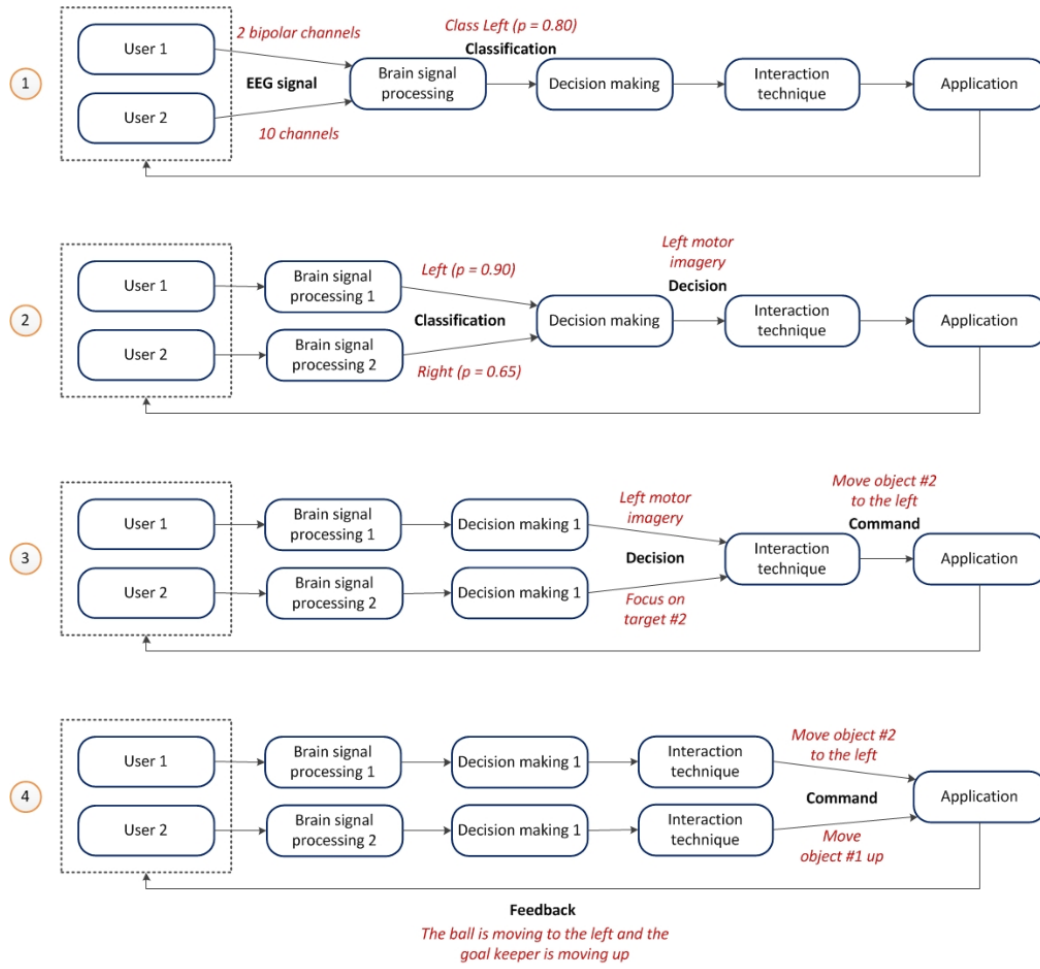 2 bipolar channels
Class Left (p = 0.80)
Classification
User 1
EEG signal
Brain signal
processing
Decision making
Interaction
technique
Application
1
User 2
10 channels
Left motor
imagery
Decision
User 1
Brain signal
processing 1
Left (p = 0.90)
2
Classification
Decision making
Interaction
technique
Application
User 2
Brain signal
processing 2
Right (p = 0.65)
Move object #2
to the left
Command
User 1
Brain signal
processing 1
Decision making 1
Left motor
imagery
3
Decision
Interaction
technique
Application
User 2
Brain signal
processing 2
Decision making 1
Focus on
target #2
User 1
Brain signal
processing 1
Decision making 1
Interaction
technique
Move object #2
to the left
4
Command
Application
User 2
Brain signal
processing 2
Decision making 1
Interaction
technique
Move
object #1 up
Feedback
The ball is moving to the left and the
goal keeper is moving up